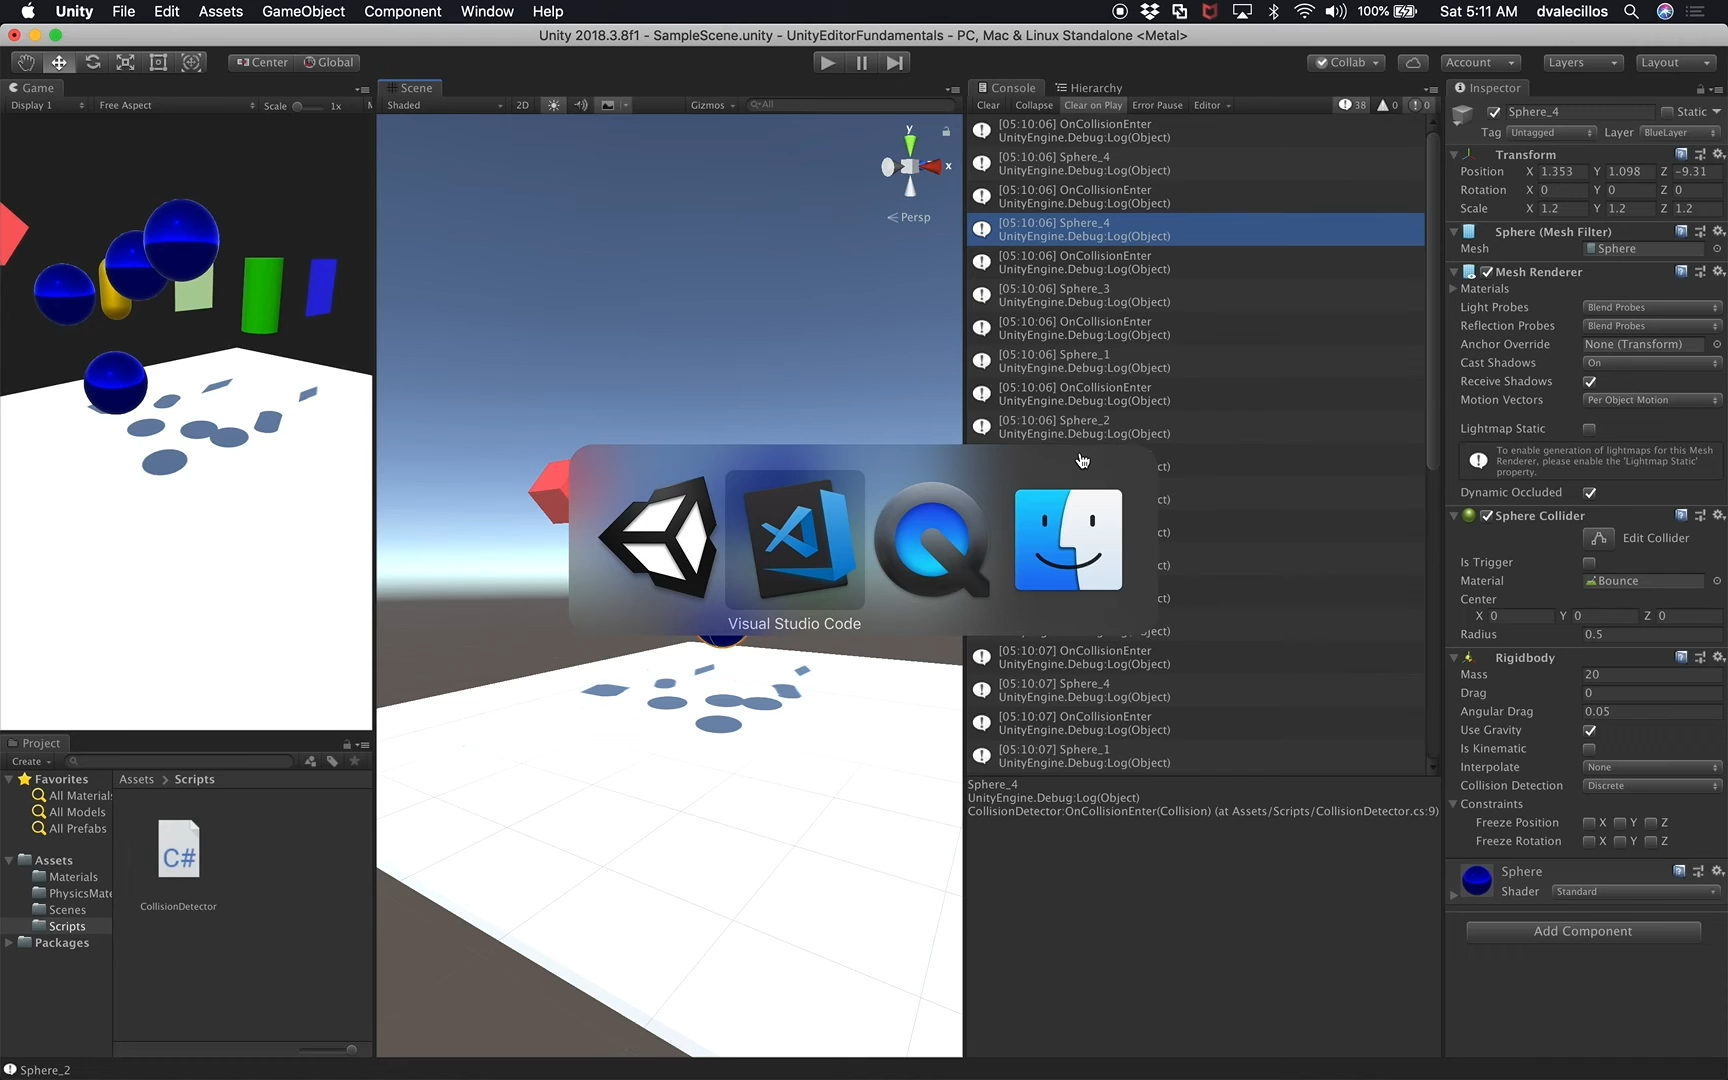 Unity File Edit Assets GameObject Component Window Help 100% Sat 5:11 AM dvalecillos
Unity 2018.3.8f1 - SampleScene.unity - UnityEditorFundamentals - PC, Mac & Linux Standalone <Metal>
Center Global Collab Account Layers Layout
Game Scene Console Hierarchy Inspector
Display 1 Free Aspect Scale 1x M Shaded 2D Gizmos All Clear Collapse Clear on Play Error Pause Editor 38 0 0
Sphere_4 Static
Tag Untagged Layer BlueLayer
Transform
Position X 1.353 Y 1.098 Z -9.31
Rotation X 0 Y 0 Z 0
Scale X 1.2 Y 1.2 Z 1.2
Sphere (Mesh Filter)
Mesh Sphere
Mesh Renderer
Materials
Light Probes Blend Probes
Reflection Probes Blend Probes
Anchor Override None (Transform)
Cast Shadows On
Receive Shadows
Motion Vectors Per Object Motion
Lightmap Static
To enable generation of lightmaps for this Mesh
Renderer, please enable the 'Lightmap Static'
property.
Dynamic Occluded
Sphere Collider
Edit Collider
Is Trigger
Material Bounce
Center
X 0 Y 0 Z 0
Radius 0.5
Rigidbody
Mass 20
Drag 0
Angular Drag 0.05
Use Gravity
Is Kinematic
Interpolate None
Collision Detection Discrete
Constraints
Freeze Position X Y Z
Freeze Rotation X Y Z
Sphere
Shader Standard
Add Component
y
x
Persp
[05:10:06] OnCollisionEnter
UnityEngine.Debug:Log(Object)
[05:10:06] Sphere_4
UnityEngine.Debug:Log(Object)
[05:10:06] OnCollisionEnter
UnityEngine.Debug:Log(Object)
[05:10:06] Sphere_4
UnityEngine.Debug:Log(Object)
[05:10:06] OnCollisionEnter
UnityEngine.Debug:Log(Object)
[05:10:06] Sphere_3
UnityEngine.Debug:Log(Object)
[05:10:06] OnCollisionEnter
UnityEngine.Debug:Log(Object)
[05:10:06] Sphere_1
UnityEngine.Debug:Log(Object)
[05:10:06] OnCollisionEnter
UnityEngine.Debug:Log(Object)
[05:10:06] Sphere_2
UnityEngine.Debug:Log(Object)
ct)
ct)
ct)
ct)
ct)
ct)
Visual Studio Code
[05:10:07] OnCollisionEnter
UnityEngine.Debug:Log(Object)
[05:10:07] Sphere_4
UnityEngine.Debug:Log(Object)
[05:10:07] OnCollisionEnter
UnityEngine.Debug:Log(Object)
[05:10:07] Sphere_1
UnityEngine.Debug:Log(Object)
Sphere_4
UnityEngine.Debug:Log(Object)
CollisionDetector:OnCollisionEnter(Collision) (at Assets/Scripts/CollisionDetector.cs:9)
Project
Create
Favorites
All Materials
All Models
All Prefabs
Assets
Materials
PhysicsMate
Scenes
Scripts
Packages
Assets > Scripts
C#
CollisionDetector
Sphere_2